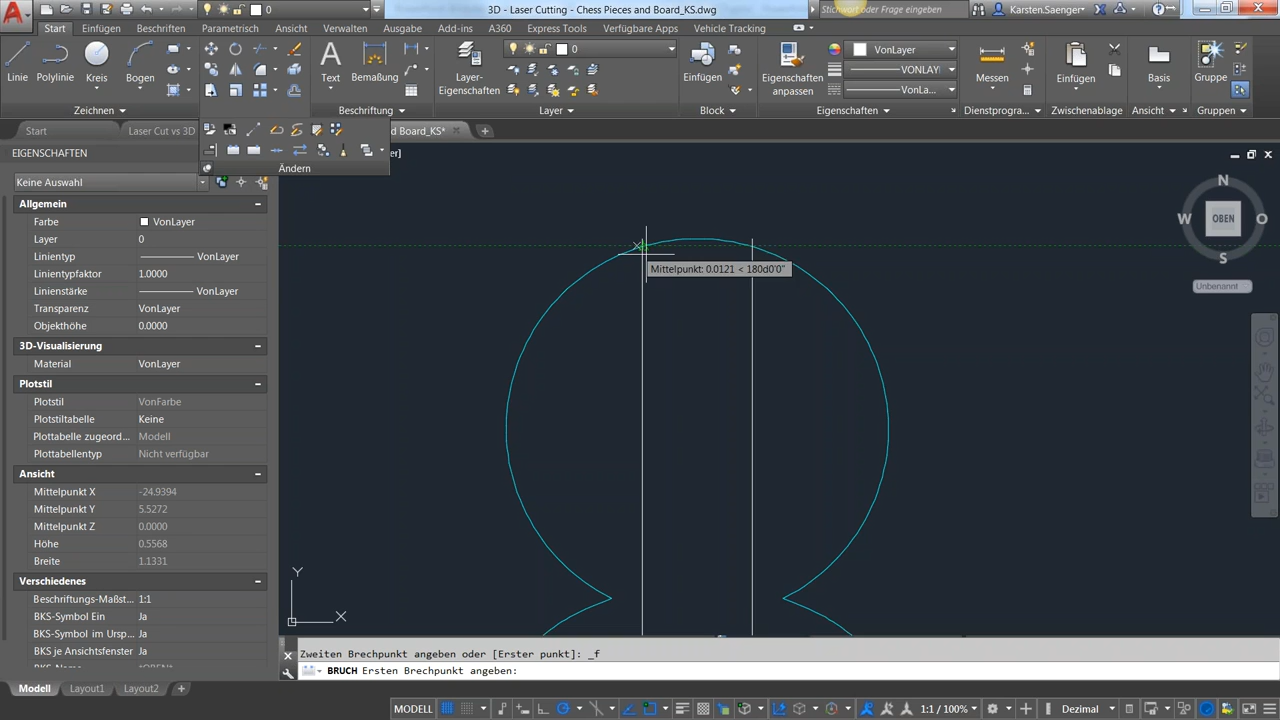 0
3D - Laser Cutting - Chess Pieces and Board_KS.dwg
Stichwort oder Frage eingeben
Karsten.Saenger
Start Einfügen Beschriften Ansicht Verwalten Ausgabe Add-ins A360 Express Tools Verfügbare Apps Vehicle Tracking
Linie Polylinie Kreis Bogen
Text Bemaßung
Layer-Eigenschaften
0
Einfügen
Eigenschaften anpassen
VonLayer
VONLAY
VonLa...
Messen
Einfügen
Basis
Gruppe
Zeichnen Beschriftung Layer Block Eigenschaften Dienstprogr... Zwischenablage Ansicht Gruppen
Start Laser Cut vs 3D d Board_KS*
Ändern
EIGENSCHAFTEN
er]
Keine Auswahl
Allgemein
Farbe VonLayer
Layer 0
Linientyp VonLayer
Linientypfaktor 1.0000
Linienstärke VonLayer
Transparenz VonLayer
Objekthöhe 0.0000
3D-Visualisierung
Material VonLayer
Plotstil
Plotstil VonFarbe
Plotstiltabelle Keine
Plottabelle zugeord... Modell
Plottabellentyp Nicht verfügbar
Ansicht
Mittelpunkt X -24.9394
Mittelpunkt Y 5.5272
Mittelpunkt Z 0.0000
Höhe 0.5568
Breite 1.1331
Verschiedenes
Beschriftungs-Maßst... 1:1
BKS-Symbol Ein Ja
BKS-Symbol im Ursp... Ja
BKS je Ansichtsfenster Ja
Mittelpunkt: 0.0121 < 180d0'0"
N
W OBEN O
S
Unbenannt
Y
X
Zweiten Brechpunkt angeben oder [Erster punkt]: _f
BRUCH Ersten Brechpunkt angeben:
Modell Layout1 Layout2 +
MODELL 1:1 / 100% Dezimal